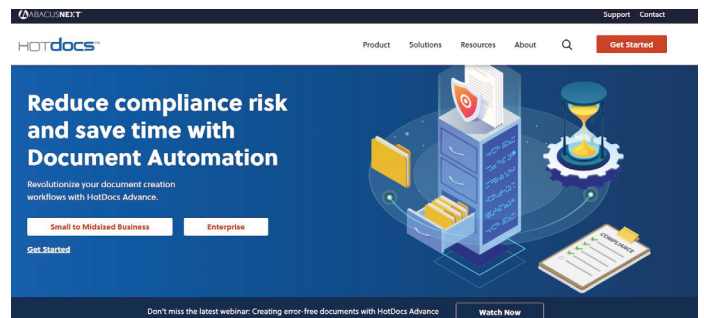 ABACUSNEXT
Support Contact
HOTdocs™
Product Solutions Resources About
Get Started
Reduce compliance risk
and save time with
Document Automation
Revolutionize your document creation
workflows with HotDocs Advance.
Small to Midsized Business Enterprise
Get Started
COMPLIANCE
Don't miss the latest webinar: Creating error-free documents with HotDocs Advance Watch Now